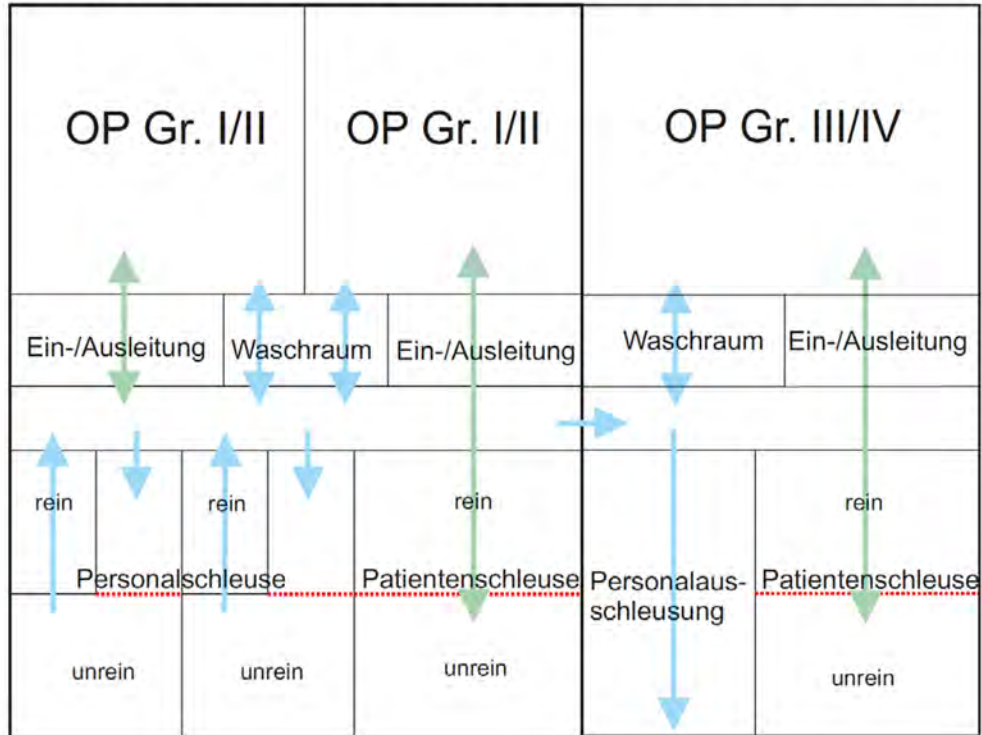 OP Gr. I/II
OP Gr. I/II
OP Gr. III/IV
Ein-/Ausleitung
Waschraum
Ein-/Ausleitung
Waschraum
Ein-/Ausleitung
rein
rein
rein
rein
Personalschleuse
Patientenschleuse
Personalaus-
schleusung
Patientenschleuse
unrein
unrein
unrein
unrein